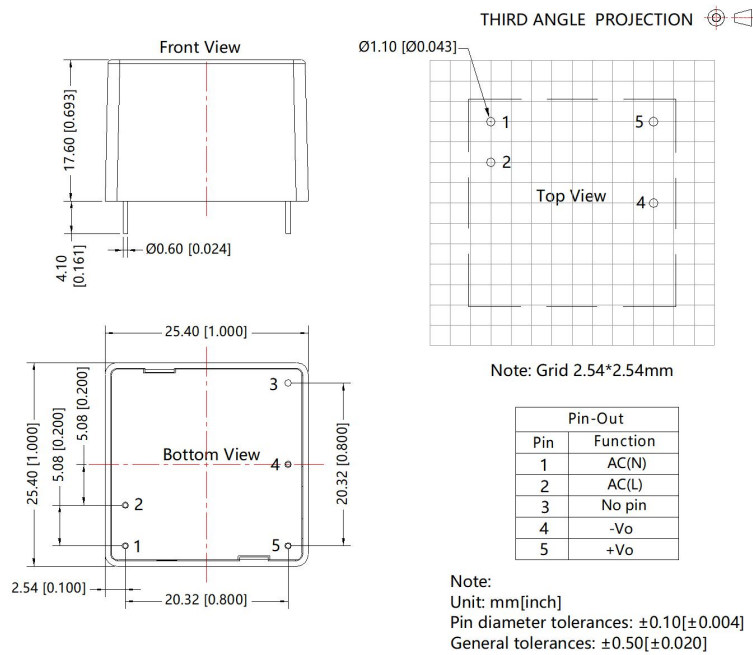 THIRD ANGLE PROJECTION
Front View
Ø1.10 [Ø0.043]
17.60 [0.693]
4.10
[0.161]
Ø0.60 [0.024]
1
2
5
4
Top View
Note: Grid 2.54*2.54mm
25.40 [1.000]
25.40 [1.000]
5.08 [0.200]
5.08 [0.200]
3
Bottom View
4
2
1
5
20.32 [0.800]
2.54 [0.100]
20.32 [0.800]
Pin-Out
Pin Function
1 AC(N)
2 AC(L)
3 No pin
4 -Vo
5 +Vo
Note:
Unit: mm[inch]
Pin diameter tolerances: ±0.10[±0.004]
General tolerances: ±0.50[±0.020]